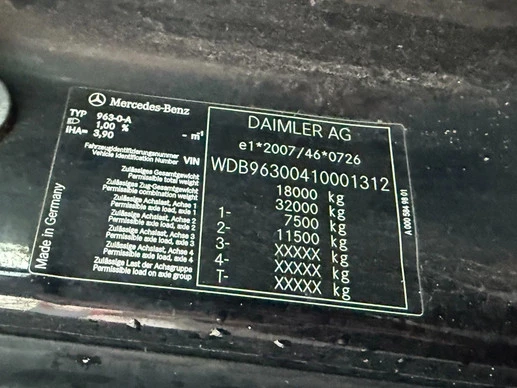 Mercedes-Benz
TYP 963-0-A
1,00 %
IHA= 3,90 - m⁻¹
Fahrzeugidentifizierungsnummer
Vehicle Identification Number VIN
Zulässiges Gesamtgewicht
Permissible total weight
Zulässiges Zug-Gesamtgewicht
Permissible combination weight
Zulässige Achslast, Achse 1
Permissible axle load, axle 1
Zulässige Achslast, Achse 2
Permissible axle load, axle 2
Zulässige Achslast, Achse 3
Permissible axle load, axle 3
Zulässige Achslast, Achse 4
Permissible axle load, axle 4
Zulässige Last der Achsgruppe
Permissible load on axle group
Made in Germany
DAIMLER AG
e1*2007/46*0726
WDB96300410001312
18000 kg
32000 kg
1- 7500 kg
2- 11500 kg
3- XXXXX kg
4- XXXXX kg
T- XXXXX kg